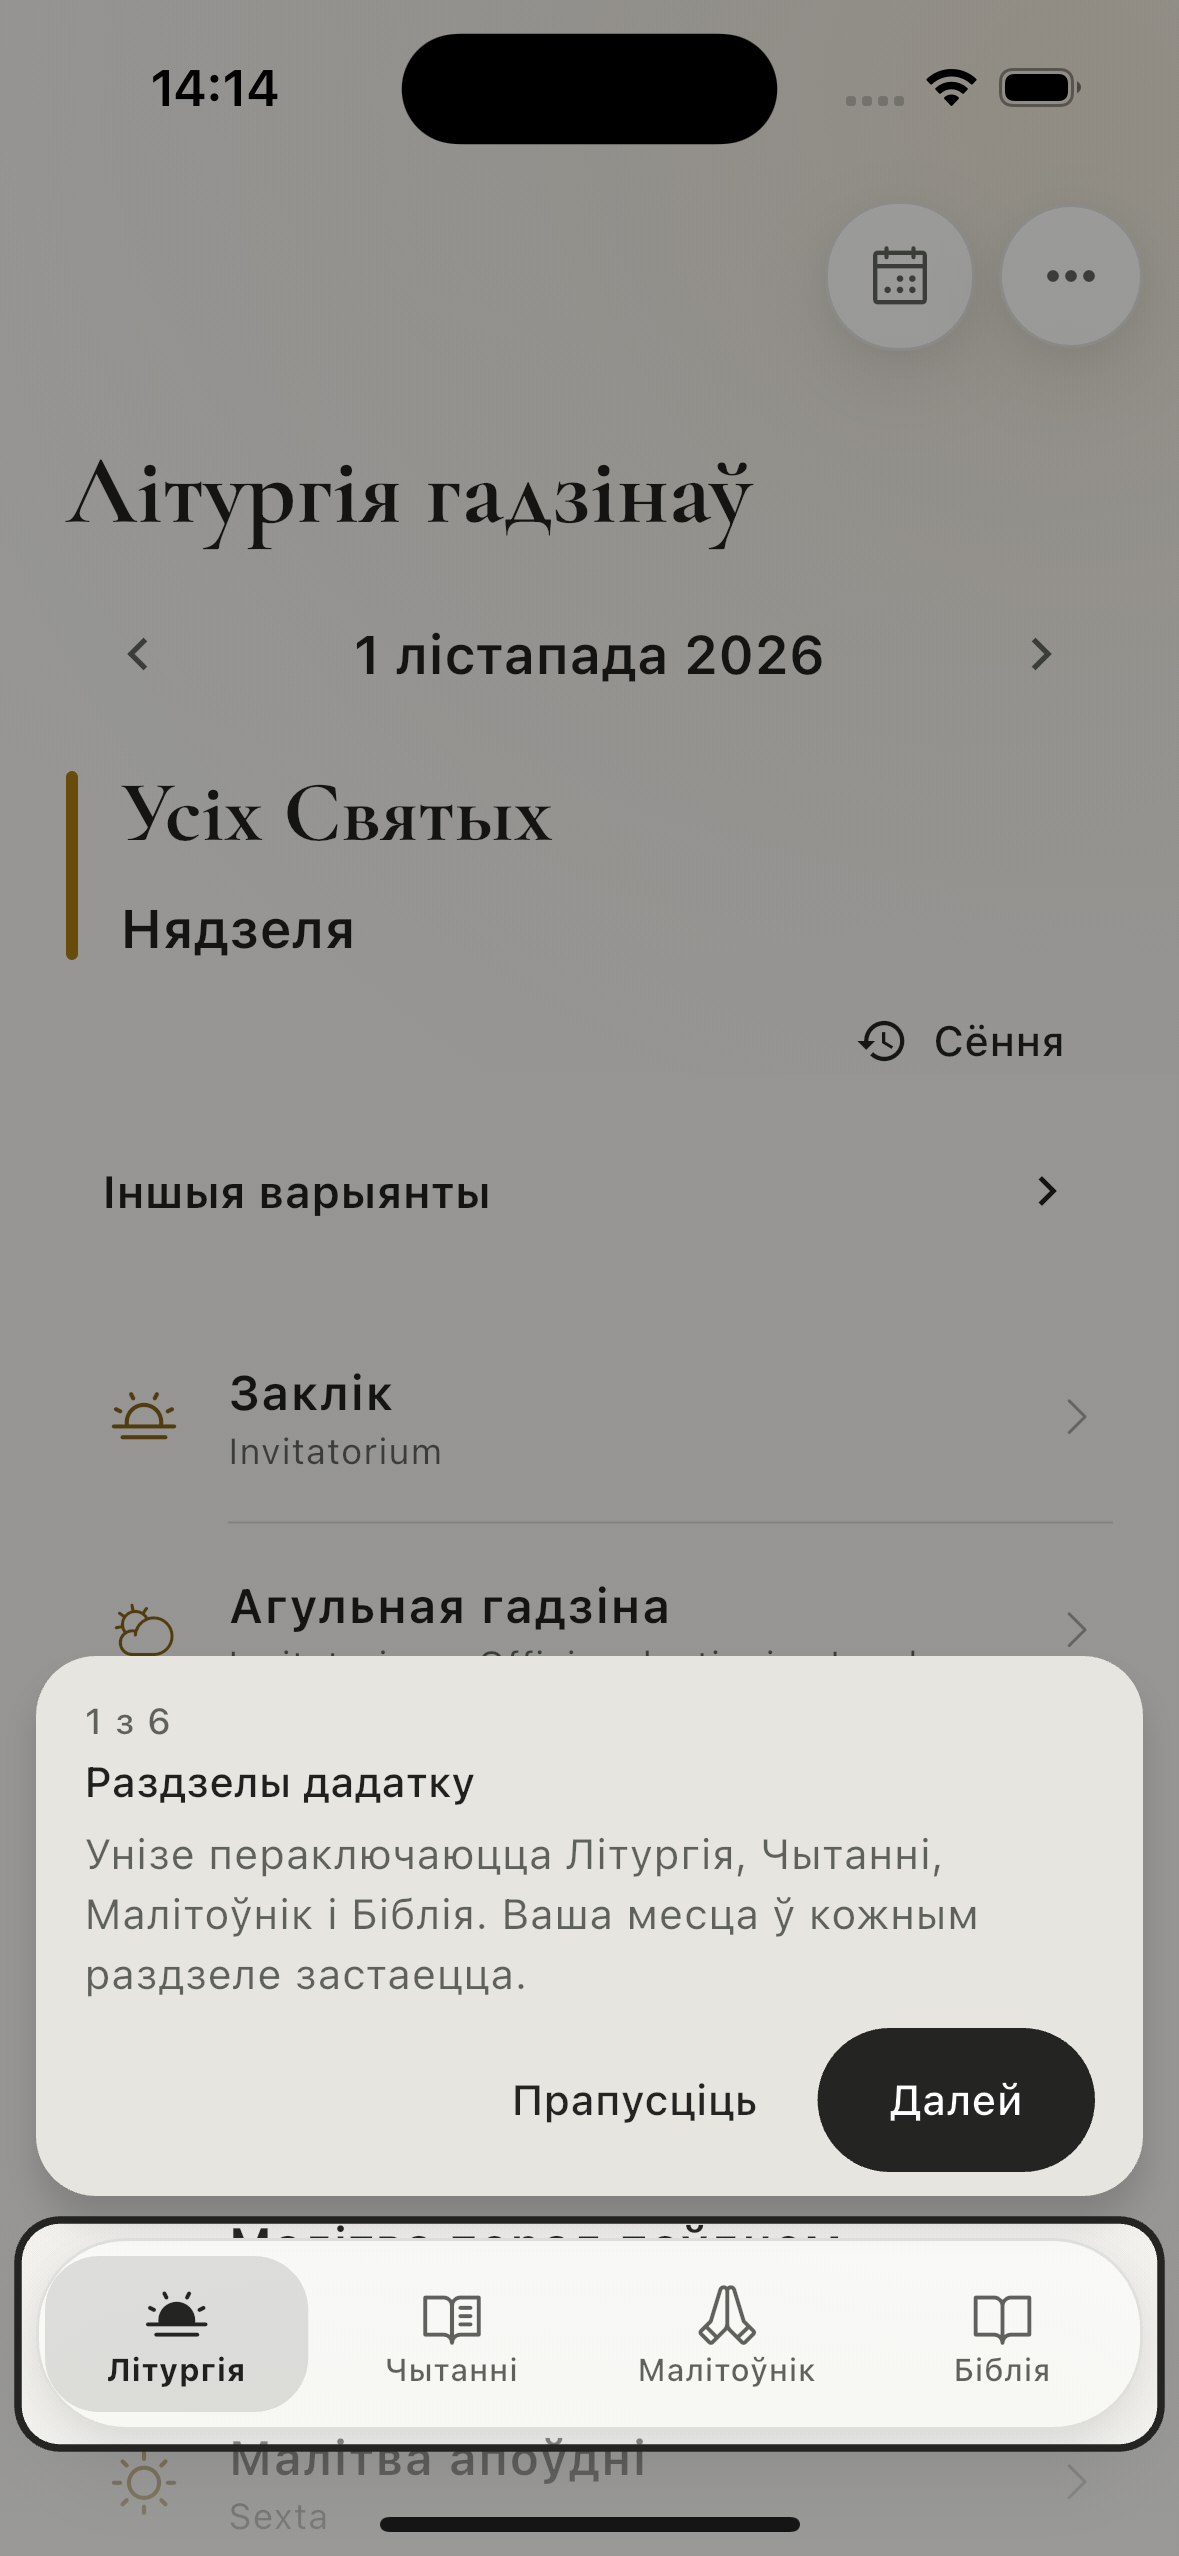 14:14
Літургія гадзінаў
1 лістапада 2026
Усіх Святых
Нядзеля
Сёння
Іншыя варыянты
Заклік
Invitatorium
Агульная гадзіна
1 з 6
Раздзелы дадатку
Унізе пераключаюцца Літургія, Чытанні,
Малітоўнік і Біблія. Ваша месца ў кожным
раздзеле застаецца.
Прапусціць
Далей
Літургія
Чытанні
Малітоўнік
Біблія
Малітва апоўдні
Sexta